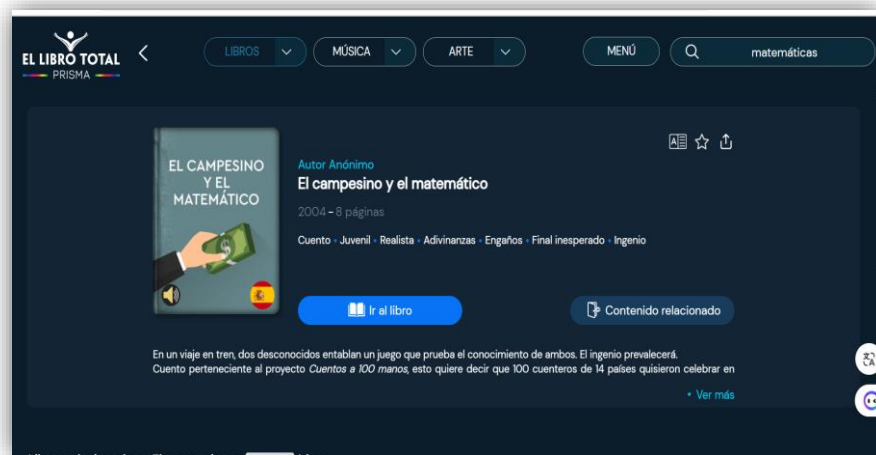 EL LIBRO TOTAL
PRISMA
LIBROS
MÚSICA
ARTE
MENÚ
matemáticas
EL CAMPESINO
Y EL
MATEMÁTICO
Autor Anónimo
El campesino y el matemático
2004 - 8 páginas
Cuento • Juvenil • Realista • Adivinanzas • Engaños • Final inesperado • Ingenio
Ir al libro
Contenido relacionado
En un viaje en tren, dos desconocidos entablan un juego que prueba el conocimiento de ambos. El ingenio prevalecerá.
Cuento perteneciente al proyecto Cuentos a 100 manos, esto quiere decir que 100 cuenteros de 14 países quisieron celebrar en
• Ver más